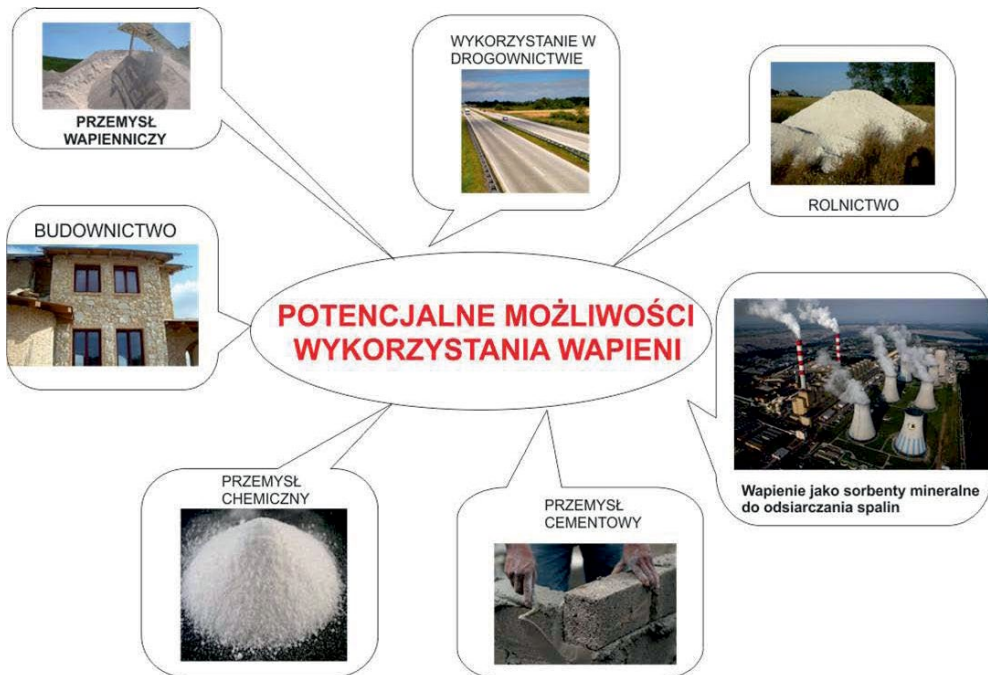 PRZEMYSŁ
WAPIENNICZY
WYKORZYSTANIE W
DROGOWNICTWIE
ROLNICTWO
BUDOWNICTWO
POTENCJALNE MOŻLIWOŚCI
WYKORZYSTANIA WAPIENI
Wapienie jako sorbenty mineralne
do odsiarczania spalin
PRZEMYSŁ
CHEMICZNY
PRZEMYSŁ
CEMENTOWY